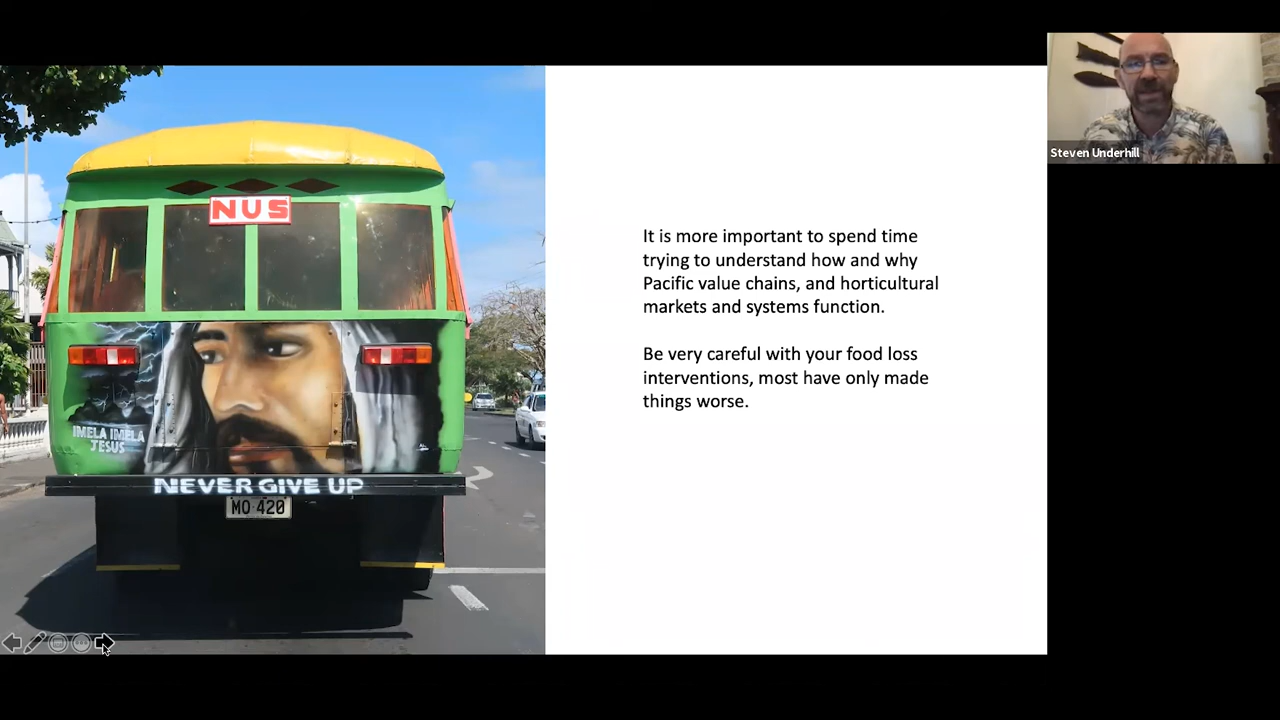 NUS
IMELA IMELA
JESUS
NEVER GIVE UP
MO·420
It is more important to spend time
trying to understand how and why
Pacific value chains, and horticultural
markets and systems function.
Be very careful with your food loss
interventions, most have only made
things worse.
Steven Underhill